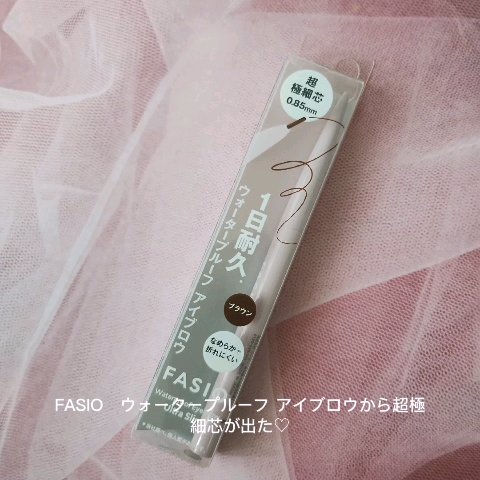 超
極細芯
0.85mm
1日耐久.
ウォータープルーフ アイブロウ
ブラウン
なめらか・
折れにくい
FASIO ウォータープルーフ アイブロウから超極
細芯が出た♡